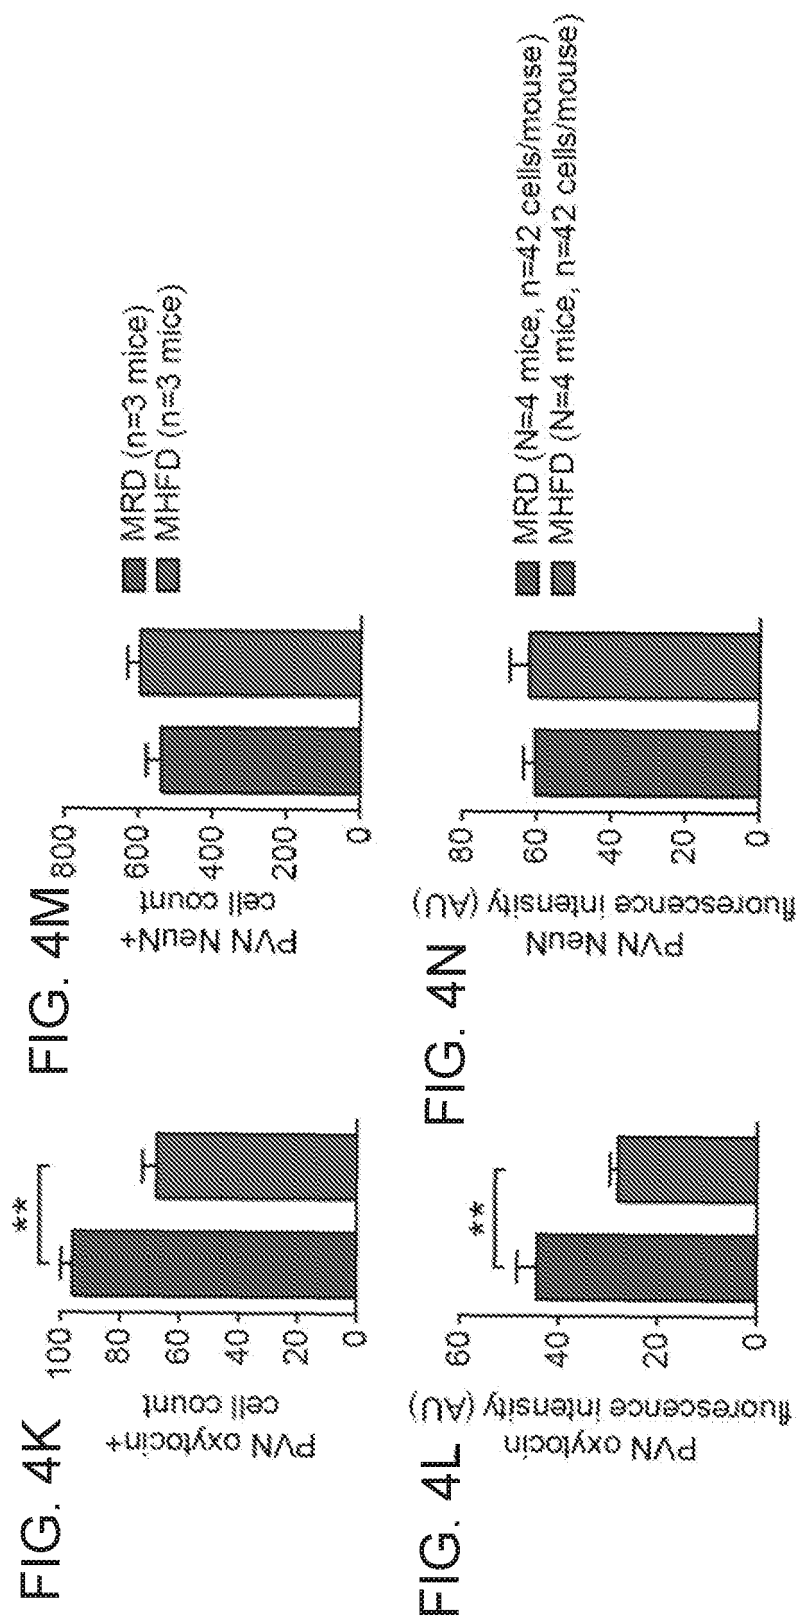 FIG. 4K
PVN oxytocin+
cell count
100
80
60
40
20
0
**
FIG. 4M
PVN NeuN+
cell count
800
600
400
200
0
MRD (n=3 mice)
MHFD (n=3 mice)
FIG. 4L
PVN oxytocin
fluorescence intensity (AU)
60
40
20
0
**
FIG. 4N
PVN NeuN
fluorescence intensity (AU)
80
60
40
20
0
MRD (N=4 mice, n=42 cells/mouse)
MHFD (N=4 mice, n=42 cells/mouse)